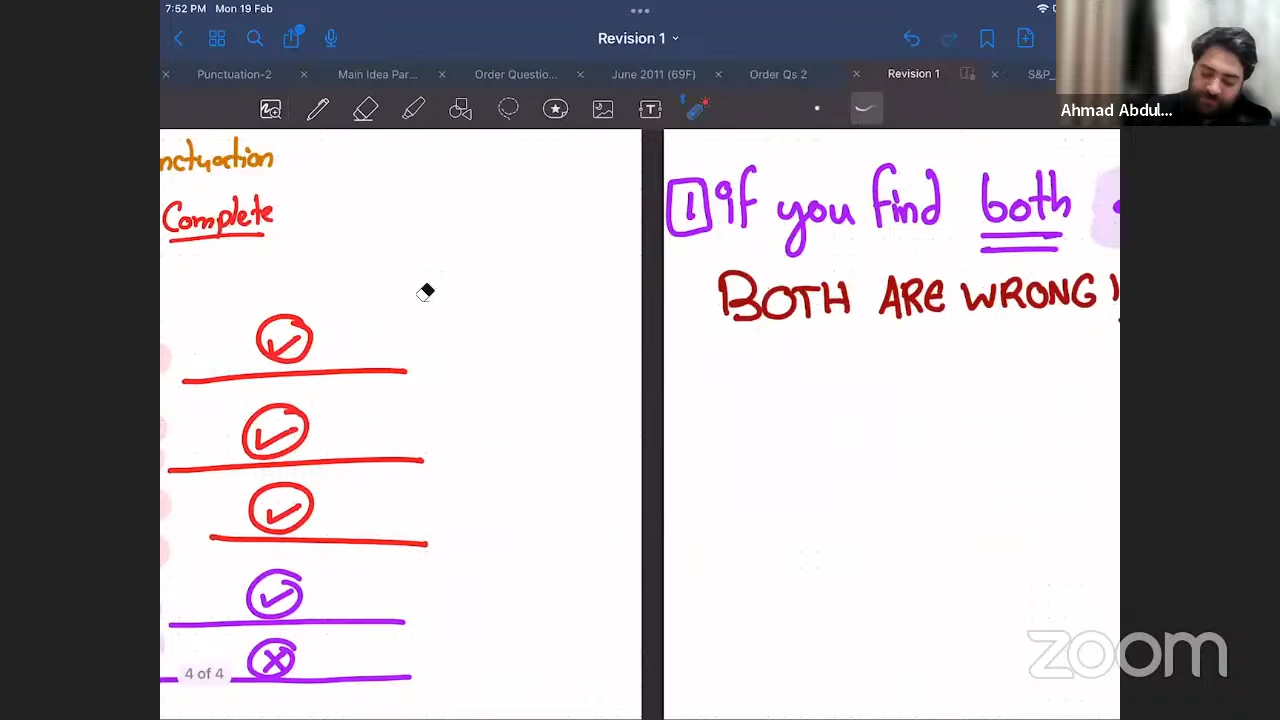 7:52 PM Mon 19 Feb
Revision 1
Punctuation-2
Main Idea Par...
Order Questio...
June 2011 (69F)
Order Qs 2
Revision 1
S&P_
Ahmad Abdul...
nctuation
Complete
4 of 4
1 if you find both
BOTH ARE WRONG!
zoom